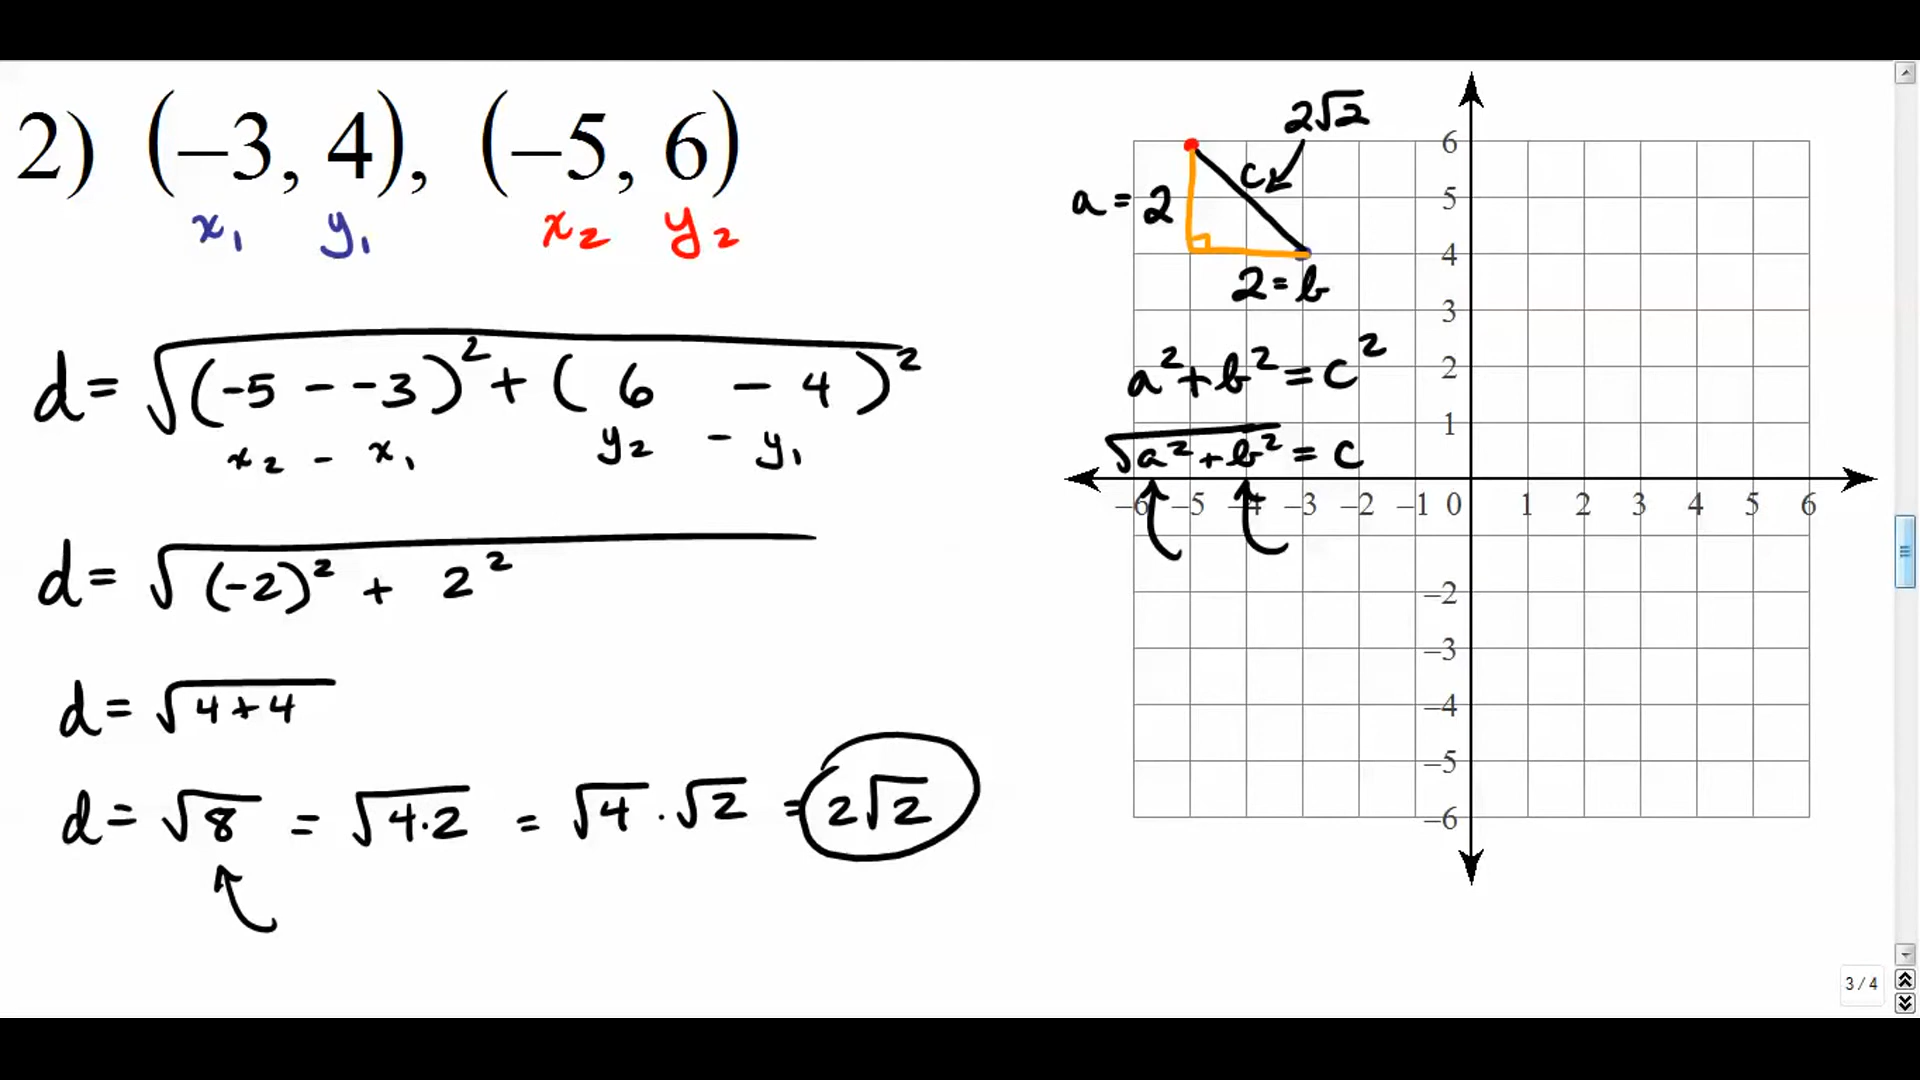 2) (−3, 4), (−5, 6)
x₁ y₁ x₂ y₂
d = √((-5 - -3)² + (6 - 4)²)
x₂ - x₁ y₂ - y₁
d = √((-2)² + 2²)
d = √(4+4)
d = √8 = √(4·2) = √4 · √2 = 2√2
2√2
c
a = 2
2 = b
a² + b² = c²
√(a² + b²) = c
6
5
4
3
2
1
−6 −5 −4 −3 −2 −1 0 1 2 3 4 5 6
−2
−3
−4
−5
−6
3 / 4